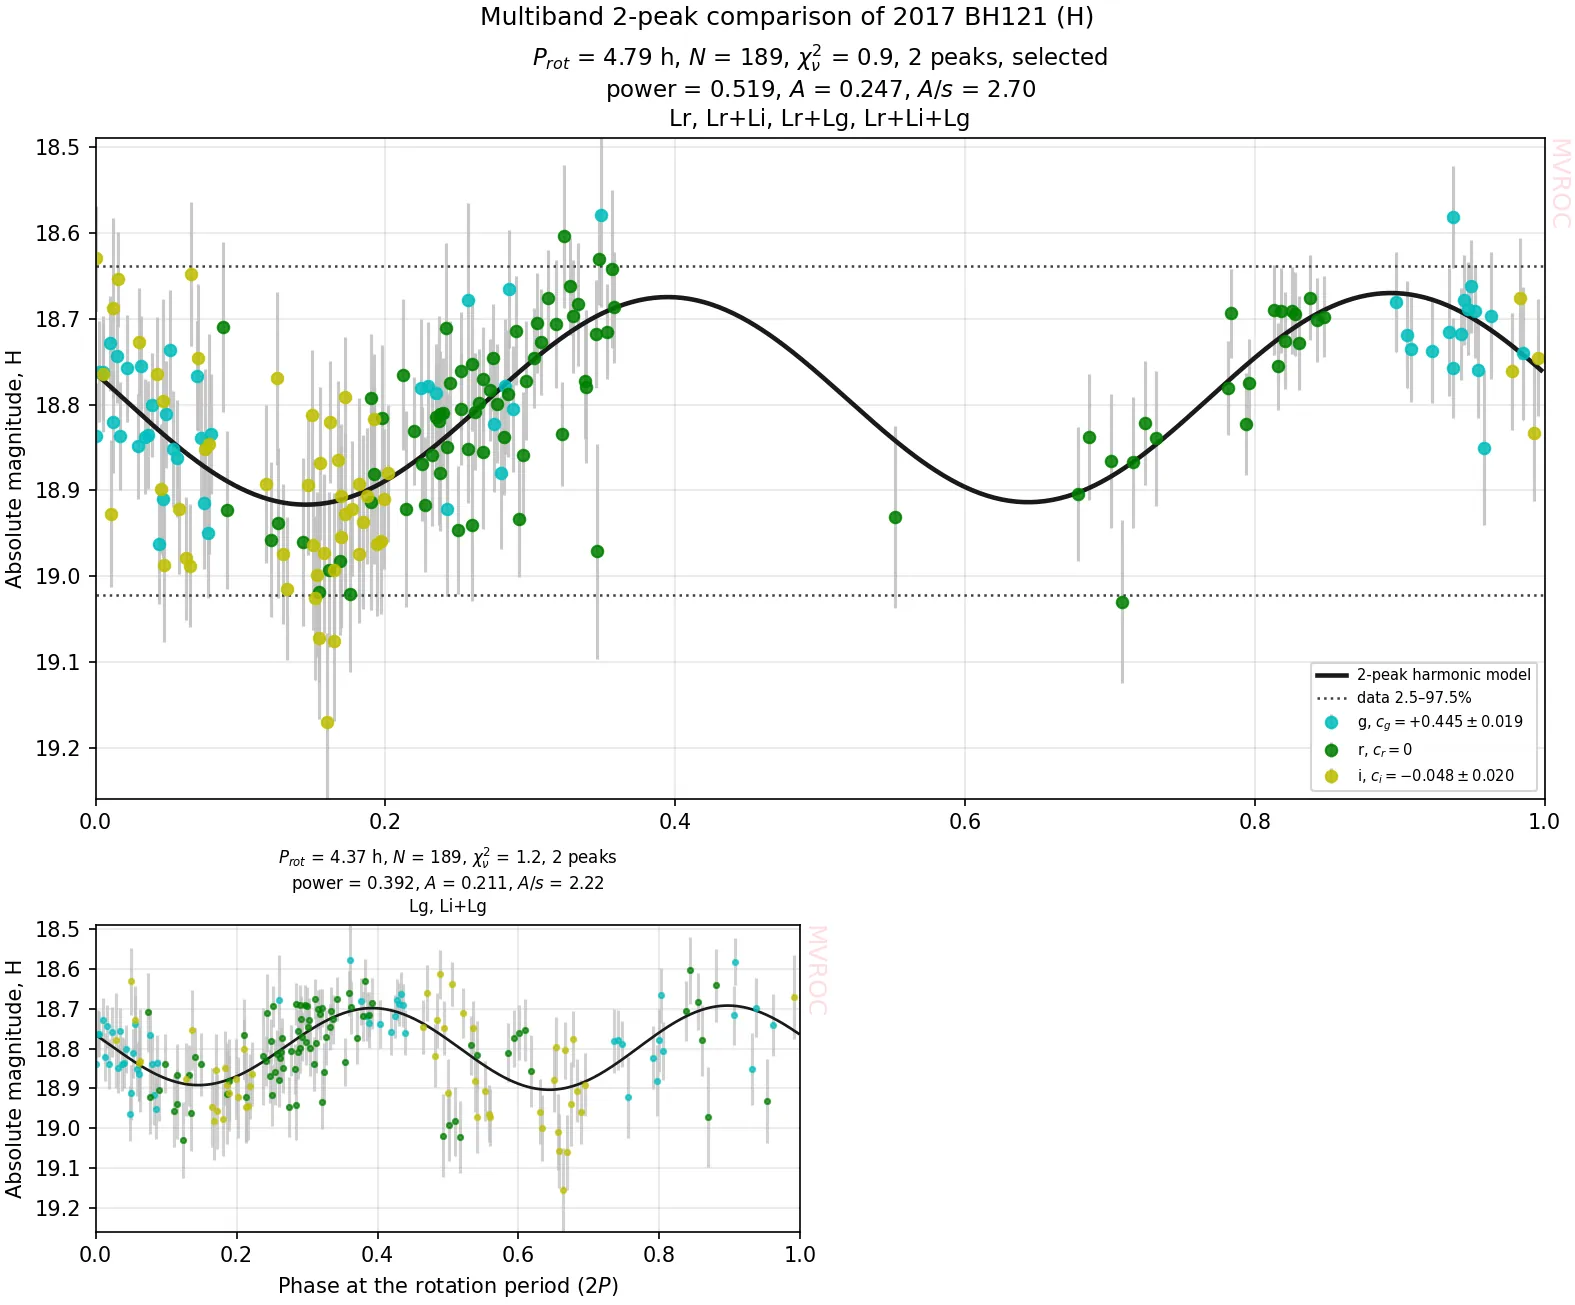 Multiband 2-peak comparison of 2017 BH121 (H)
P_rot = 4.79 h, N = 189, χ²_ν = 0.9, 2 peaks, selected
power = 0.519, A = 0.247, A/s = 2.70
Lr, Lr+Li, Lr+Lg, Lr+Li+Lg
Absolute magnitude, H
18.5
18.6
18.7
18.8
18.9
19.0
19.1
19.2
0.0
0.2
0.4
0.6
0.8
1.0
MVROC
2-peak harmonic model
data 2.5–97.5%
g, c_g = +0.445 ± 0.019
r, c_r = 0
i, c_i = −0.048 ± 0.020
P_rot = 4.37 h, N = 189, χ²_ν = 1.2, 2 peaks
power = 0.392, A = 0.211, A/s = 2.22
Lg, Li+Lg
Absolute magnitude, H
18.5
18.6
18.7
18.8
18.9
19.0
19.1
19.2
0.0
0.2
0.4
0.6
0.8
1.0
MVROC
Phase at the rotation period (2P)